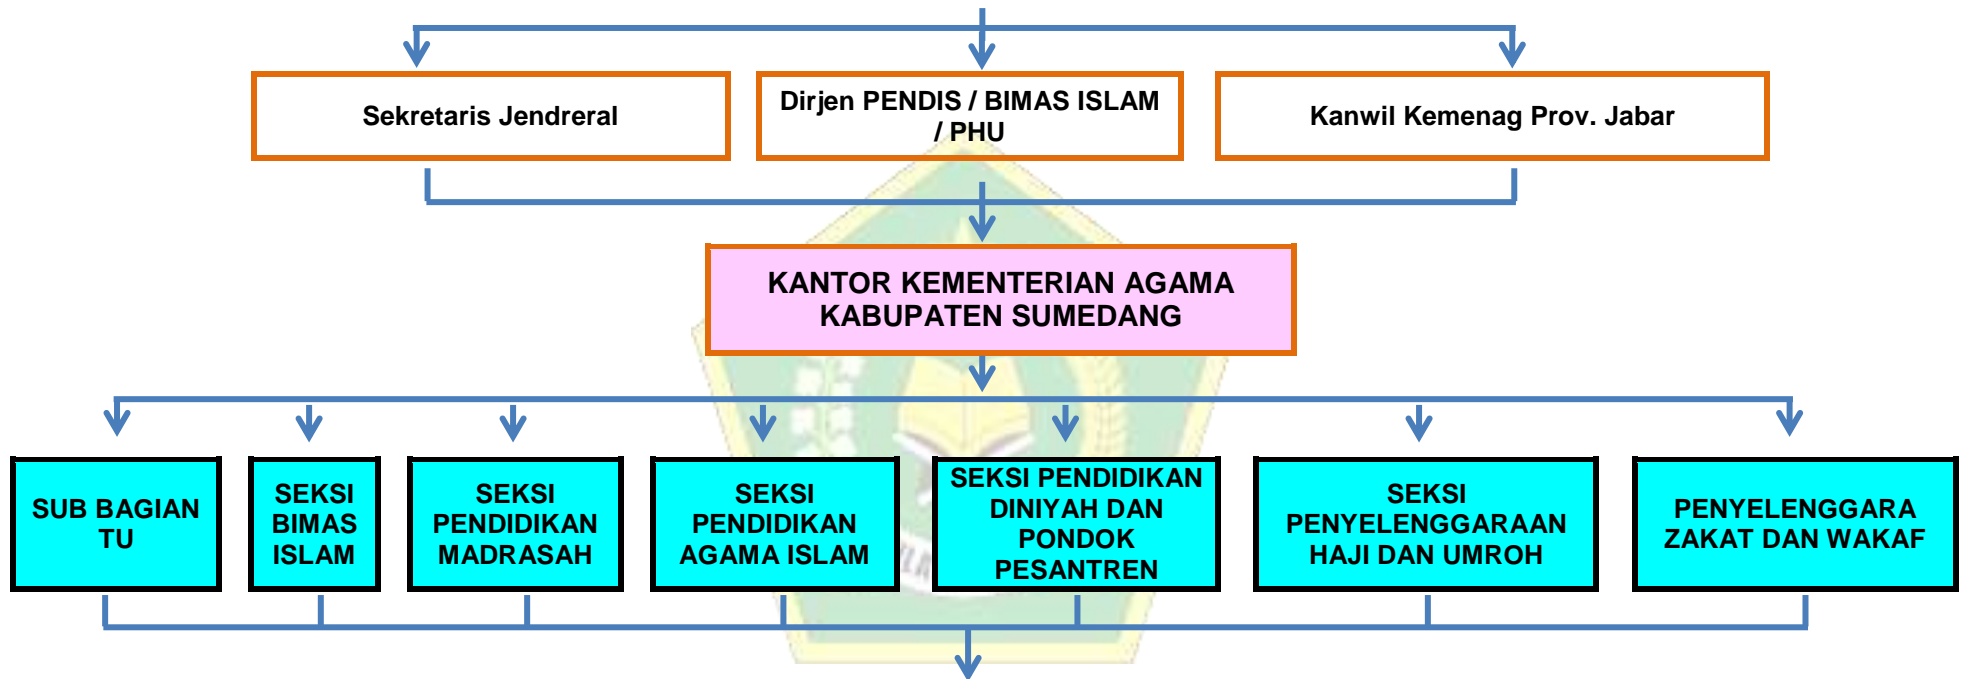 Sekretaris Jendreral
Dirjen PENDIS / BIMAS ISLAM
/ PHU
Kanwil Kemenag Prov. Jabar
KANTOR KEMENTERIAN AGAMA
KABUPATEN SUMEDANG
SUB BAGIAN
TU
SEKSI
BIMAS
ISLAM
SEKSI
PENDIDIKAN
MADRASAH
SEKSI
PENDIDIKAN
AGAMA ISLAM
SEKSI PENDIDIKAN
DINIYAH DAN
PONDOK
PESANTREN
SEKSI
PENYELENGGARAAN
HAJI DAN UMROH
PENYELENGGARA
ZAKAT DAN WAKAF